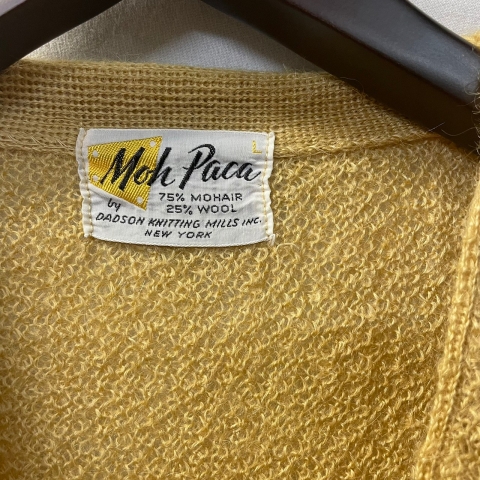 L
Moh Paca
75% MOHAIR
25% WOOL
by
DADSON KNITTING MILLS INC.
NEW YORK